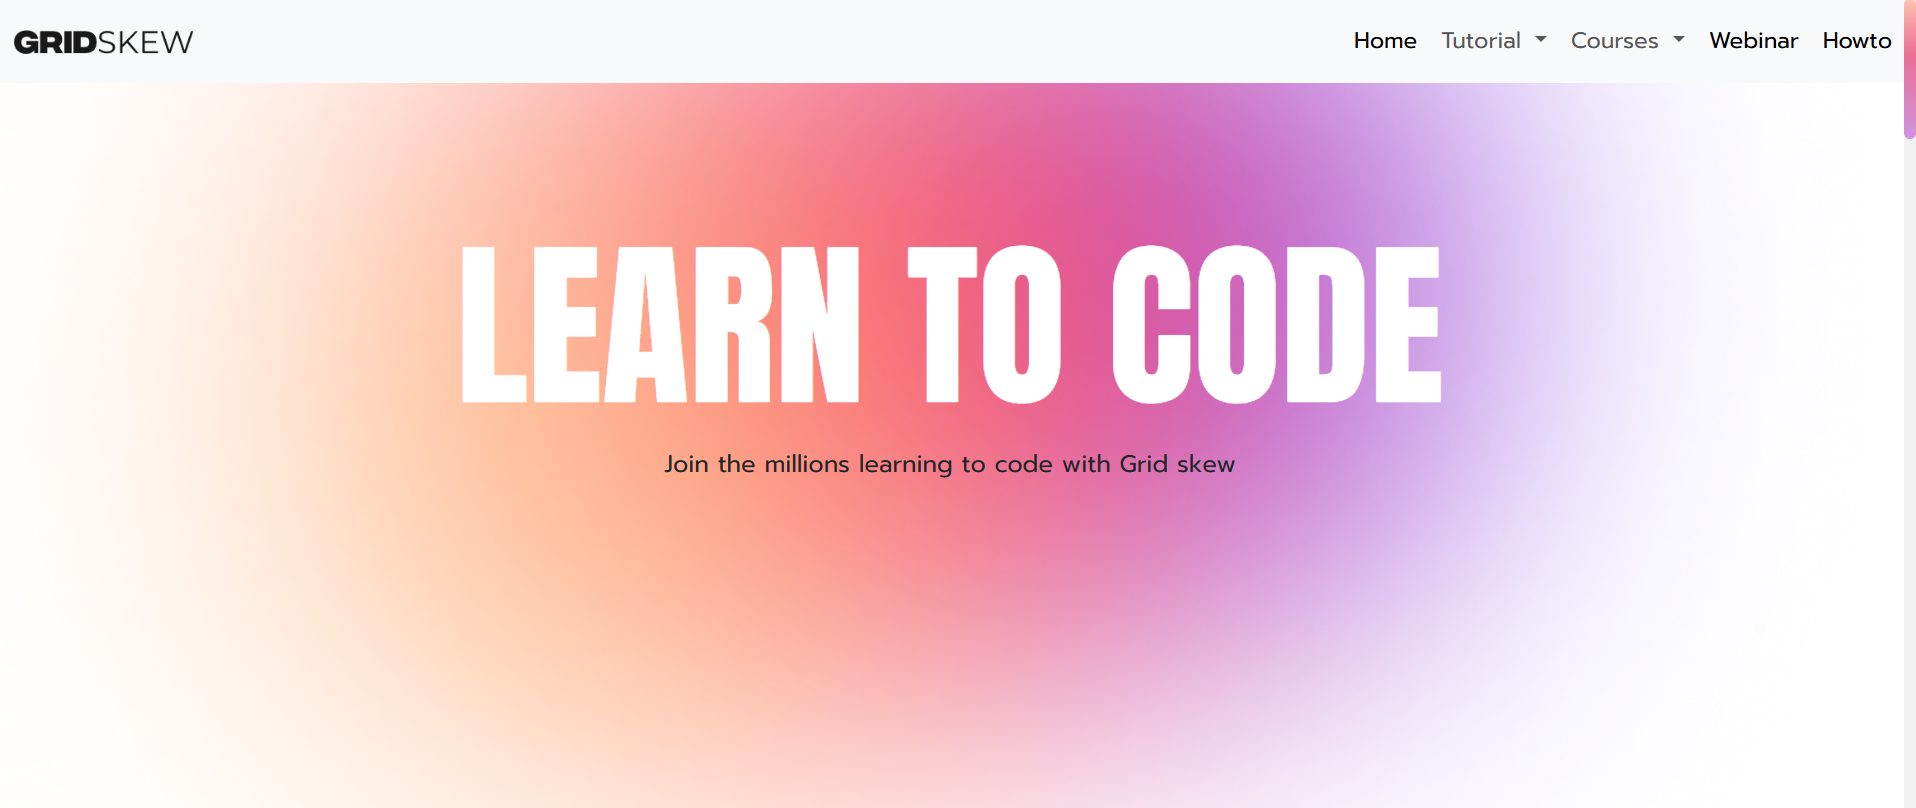 GRIDSKEW
Home Tutorial Courses Webinar Howto
LEARN TO CODE
Join the millions learning to code with Grid skew